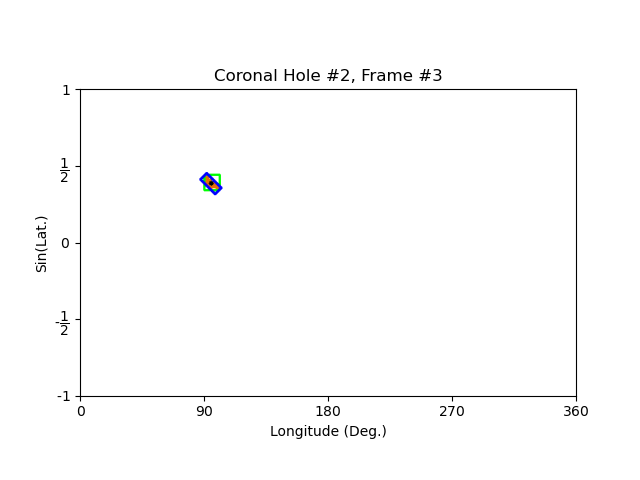 Coronal Hole #2, Frame #3
1
1/2
0
-1/2
-1
Sin(Lat.)
0 90 180 270 360
Longitude (Deg.)